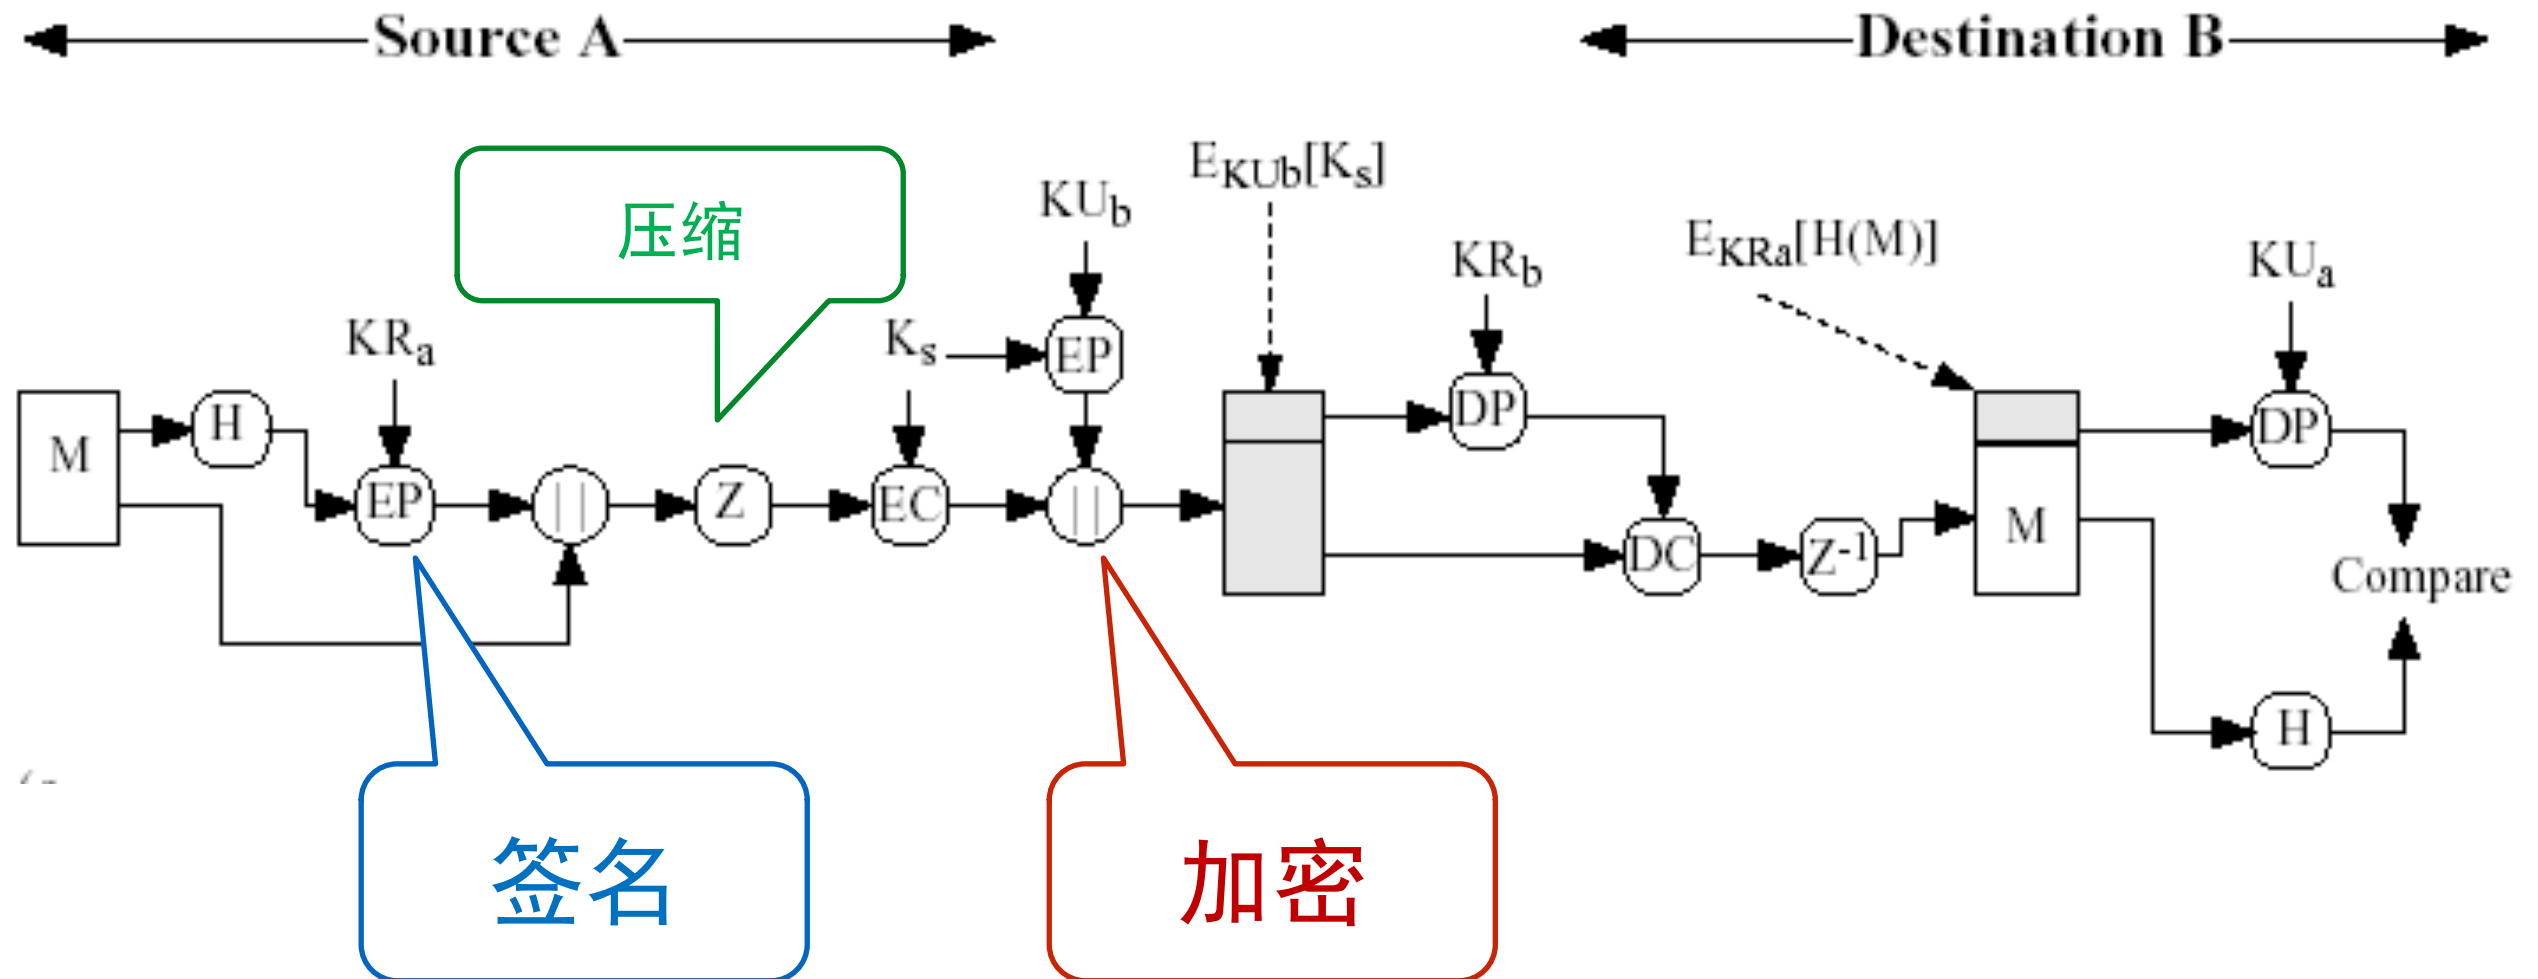 Source A
Destination B
压缩
KUb
EKUb[Ks]
KRb
EKRa[H(M)]
KUa
KRa
Ks
EP
M
H
EP
||
Z
EC
||
DP
DC
Z-1
M
DP
Compare
H
签名
加密